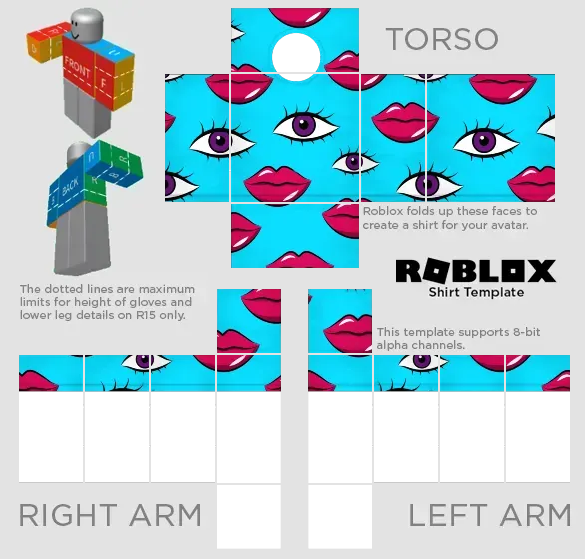 TORSO
FRONT
F
L
U
BACK
R
B
Roblox folds up these faces to
create a shirt for your avatar.
ROBLOX
Shirt Template
The dotted lines are maximum
limits for height of gloves and
lower leg details on R15 only.
This template supports 8-bit
alpha channels.
RIGHT ARM
LEFT ARM